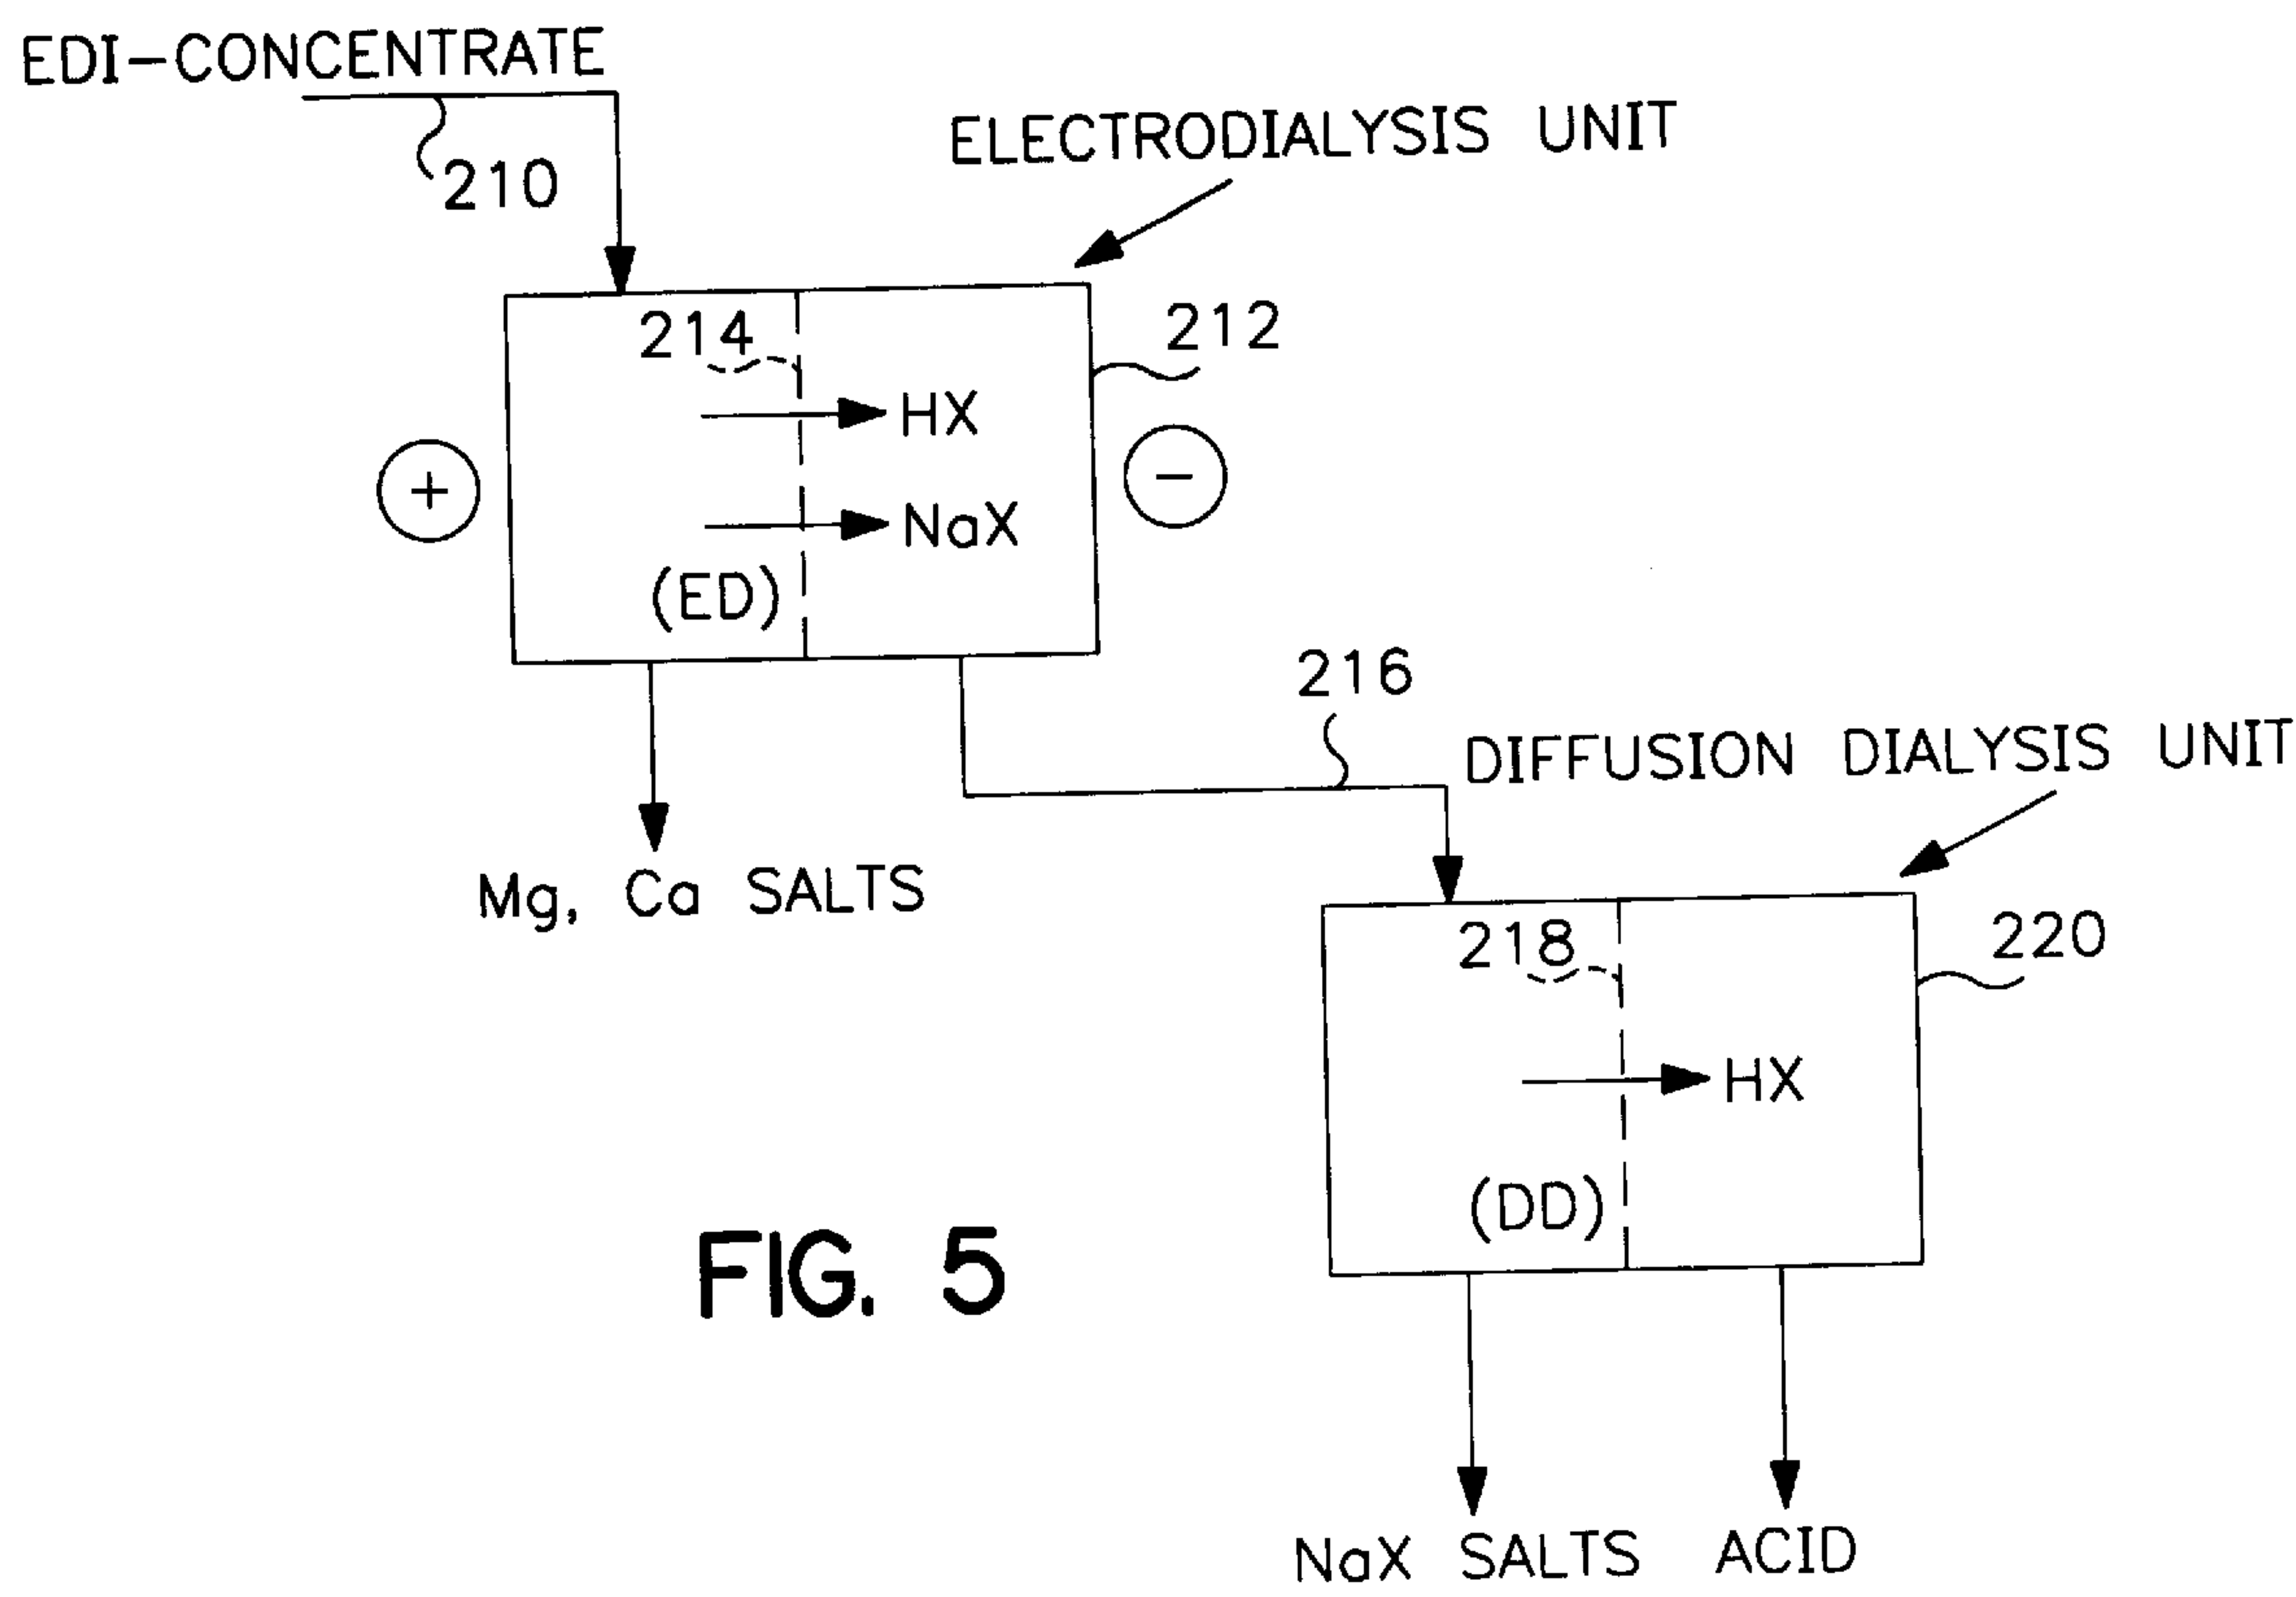 EDI-CONCENTRATE
210
ELECTRODIALYSIS UNIT
212
214
HX
NaX
+
-
(ED)
216
Mg, Ca SALTS
DIFFUSION DIALYSIS UNIT
218
220
HX
(DD)
NaX SALTS
ACID
FIG. 5